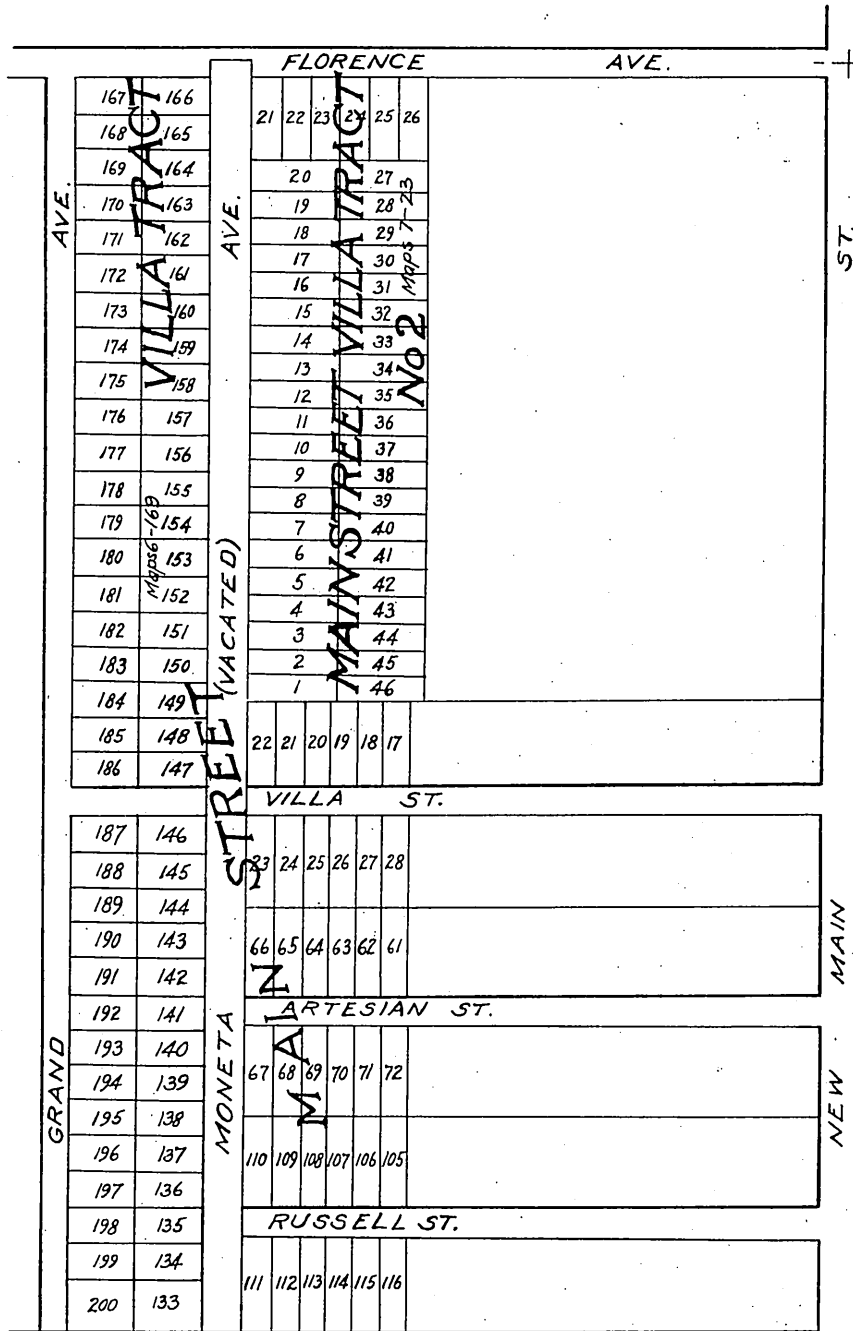 FLORENCE AVE.
GRAND AVE.
MONETA AVE.
(VACATED)
NEW MAIN ST.
MAIN STREET VILLA TRACT
Maps 6-169
167 166
168 165
169 164
170 163
171 162
172 161
173 160
174 159
175 158
176 157
177 156
178 155
179 154
180 153
181 152
182 151
183 150
184 149
185 148
186 147
187 146
188 145
189 144
190 143
191 142
192 141
193 140
194 139
195 138
196 137
197 136
198 135
199 134
200 133
MAIN STREET VILLA TRACT
No 2
Maps 7-23
21 22 23 24 25 26
20 27
19 28
18 29
17 30
16 31
15 32
14 33
13 34
12 35
11 36
10 37
9 38
8 39
7 40
6 41
5 42
4 43
3 44
2 45
1 46
22 21 20 19 18 17
VILLA ST.
23 24 25 26 27 28
66 65 64 63 62 61
ARTESIAN ST.
67 68 69 70 71 72
110 109 108 107 106 105
RUSSELL ST.
111 112 113 114 115 116